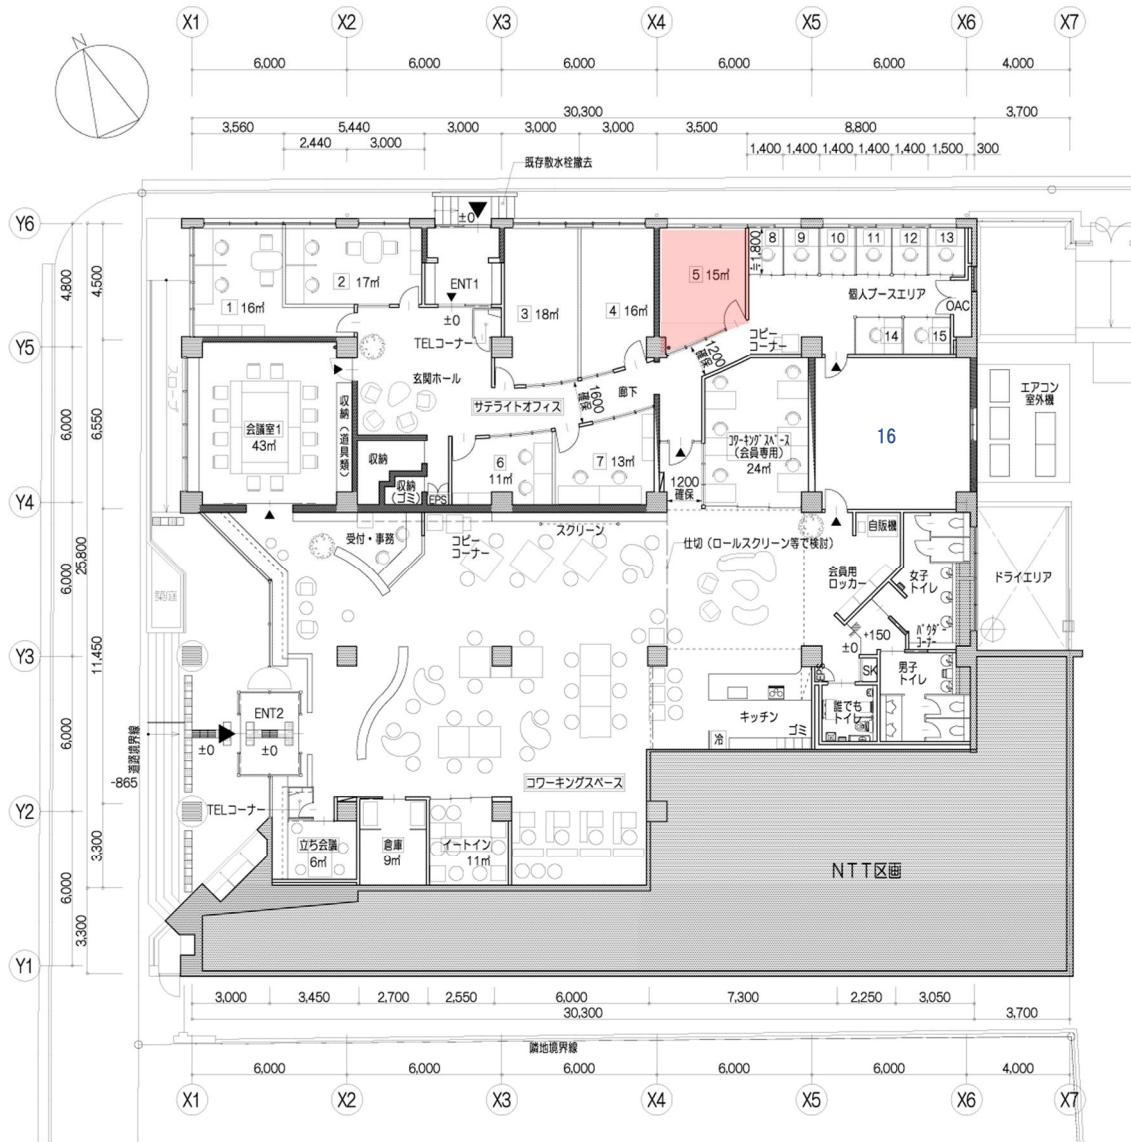 X1 X2 X3 X4 X5 X6 X7
N
6,000 6,000 6,000 6,000 6,000 4,000
30,300 3,700
3,560 5,440 3,000 3,000 3,000 3,500 8,800
2,440 3,000 1,400 1,400 1,400 1,400 1,400 1,500 300
既存散水栓撤去
±0
Y6
8 9 10 11 12 13
≒1,800
4,800 4,500
1 16㎡
2 17㎡
ENT1
±0
3 18㎡
4 16㎡
5 15㎡
個人ブースエリア
OAC
14 15
TELコーナー
コピー
コーナー
1200
確保
Y5
スロープ
玄関ホール
サテライトオフィス
1600
確保
廊下
エアコン
室外機
6,000 6,550
会議室1
43㎡
収納(道具類)
収納
収納
(ゴミ)
EPS
6
11㎡
7 13㎡
コワーキングスペース
(会員専用)
24㎡
16
1200
確保
Y4
受付・事務
コピー
コーナー
スクリーン
仕切(ロールスクリーン等で検討)
自販機
会員用
ロッカー
女子
トイレ
ドライエリア
25,800
6,000
パウダー
コーナー
+150
±0
Y3
11,450
EPS
SK
男子
トイレ
誰でも
トイレ
キッチン
ゴミ
冷
ENT2
±0 ±0
道路境界線
-865
6,000
コワーキングスペース
Y2
TELコーナー
立ち会議
6㎡
倉庫
9㎡
イートイン
11㎡
3,300
NTT区画
6,000
3,300
Y1
3,000 3,450 2,700 2,550 6,000 7,300 2,250 3,050
30,300 3,700
隣地境界線
6,000 6,000 6,000 6,000 6,000 4,000
X1 X2 X3 X4 X5 X6 X7